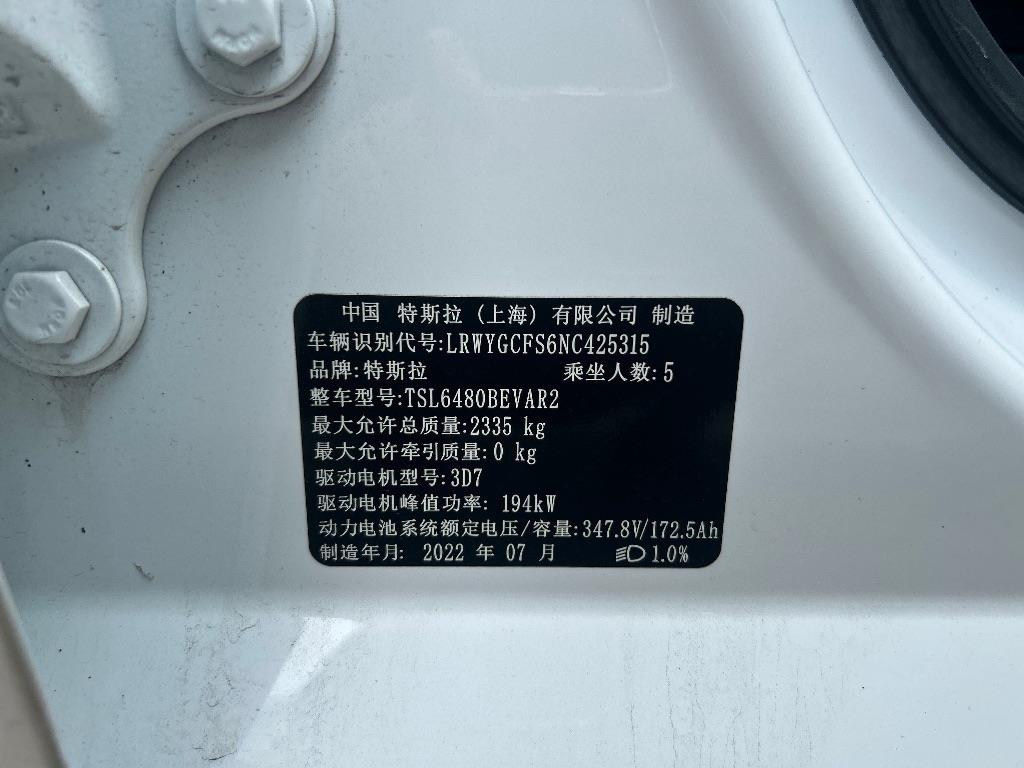 中国 特斯拉 (上海) 有限公司 制造
车辆识别代号:LRWYGCFS6NC425315
品牌:特斯拉 乘坐人数:5
整车型号:TSL6480BEVAR2
最大允许总质量:2335 kg
最大允许牵引质量:0 kg
驱动电机型号:3D7
驱动电机峰值功率: 194kW
动力电池系统额定电压/容量:347.8V/172.5Ah
制造年月: 2022 年 07 月 1.0%